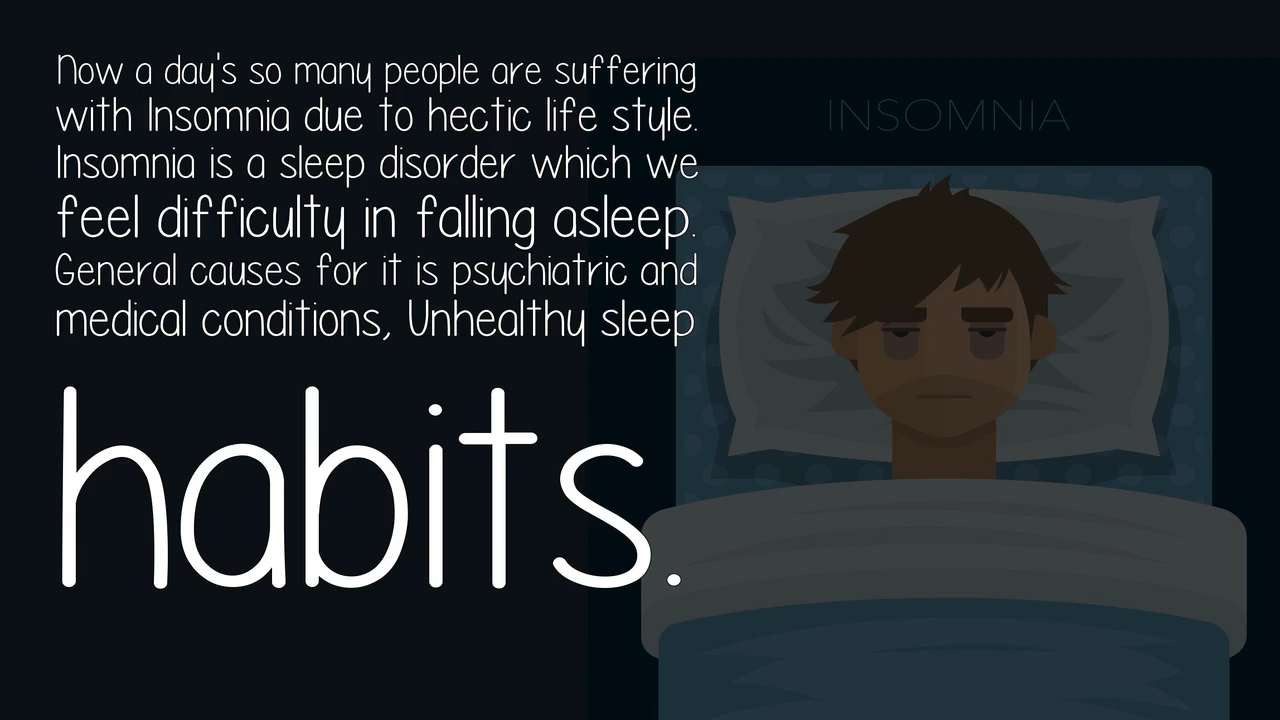 Now a day's so many people are suffering
with Insomnia due to hectic life style.
Insomnia is a sleep disorder which we
feel difficulty in falling asleep.
General causes for it is psychiatric and
medical conditions, Unhealthy sleep
habits.
INSOMNIA